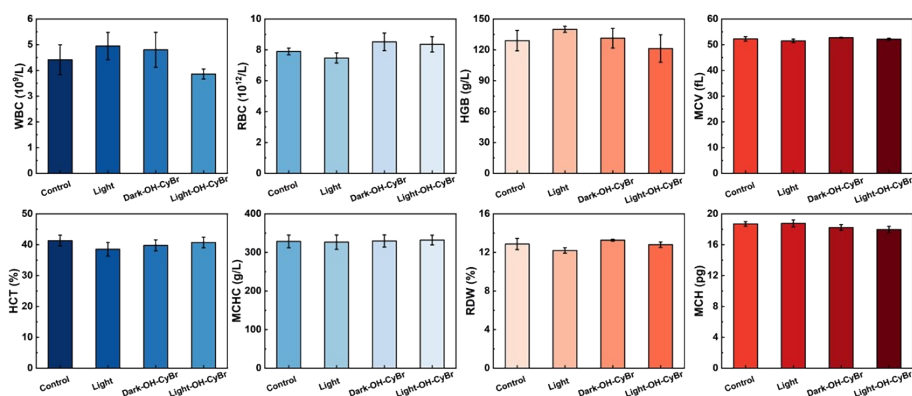 WBC (10⁹/L)
6
5
4
3
2
1
0
Control
Light
Dark-OH-CyBr
Light-OH-CyBr
RBC (10¹²/L)
10
8
6
4
2
0
Control
Light
Dark-OH-CyBr
Light-OH-CyBr
HGB (g/L)
150
120
90
60
30
0
Control
Light
Dark-OH-CyBr
Light-OH-CyBr
MCV (fL)
60
50
40
30
20
10
0
Control
Light
Dark-OH-CyBr
Light-OH-CyBr
HCT (%)
50
40
30
20
10
0
Control
Light
Dark-OH-CyBr
Light-OH-CyBr
MCHC (g/L)
400
300
200
100
0
Control
Light
Dark-OH-CyBr
Light-OH-CyBr
RDW (%)
16
12
8
4
0
Control
Light
Dark-OH-CyBr
Light-OH-CyBr
MCH (pg)
20
16
12
8
4
0
Control
Light
Dark-OH-CyBr
Light-OH-CyBr